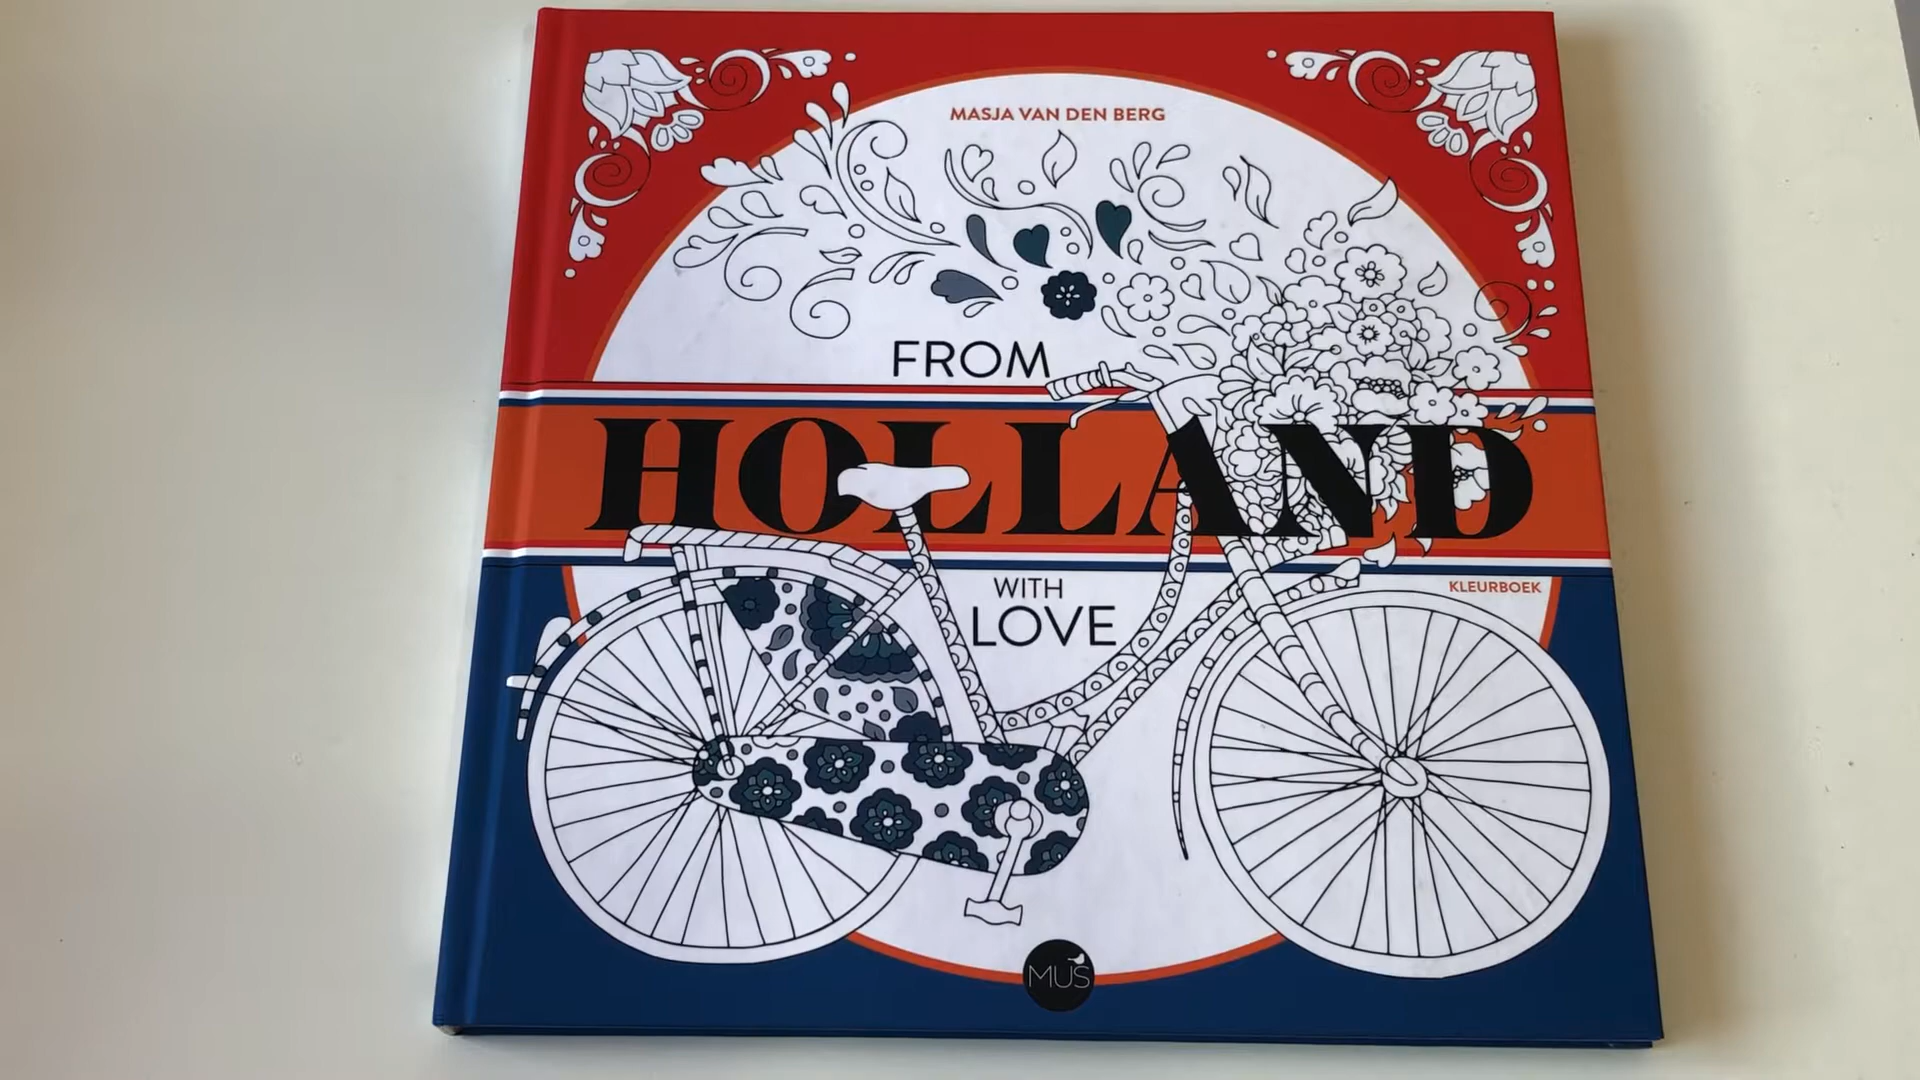 MASJA VAN DEN BERG
FROM
HOLLAND
WITH
LOVE
KLEURBOEK
MUS